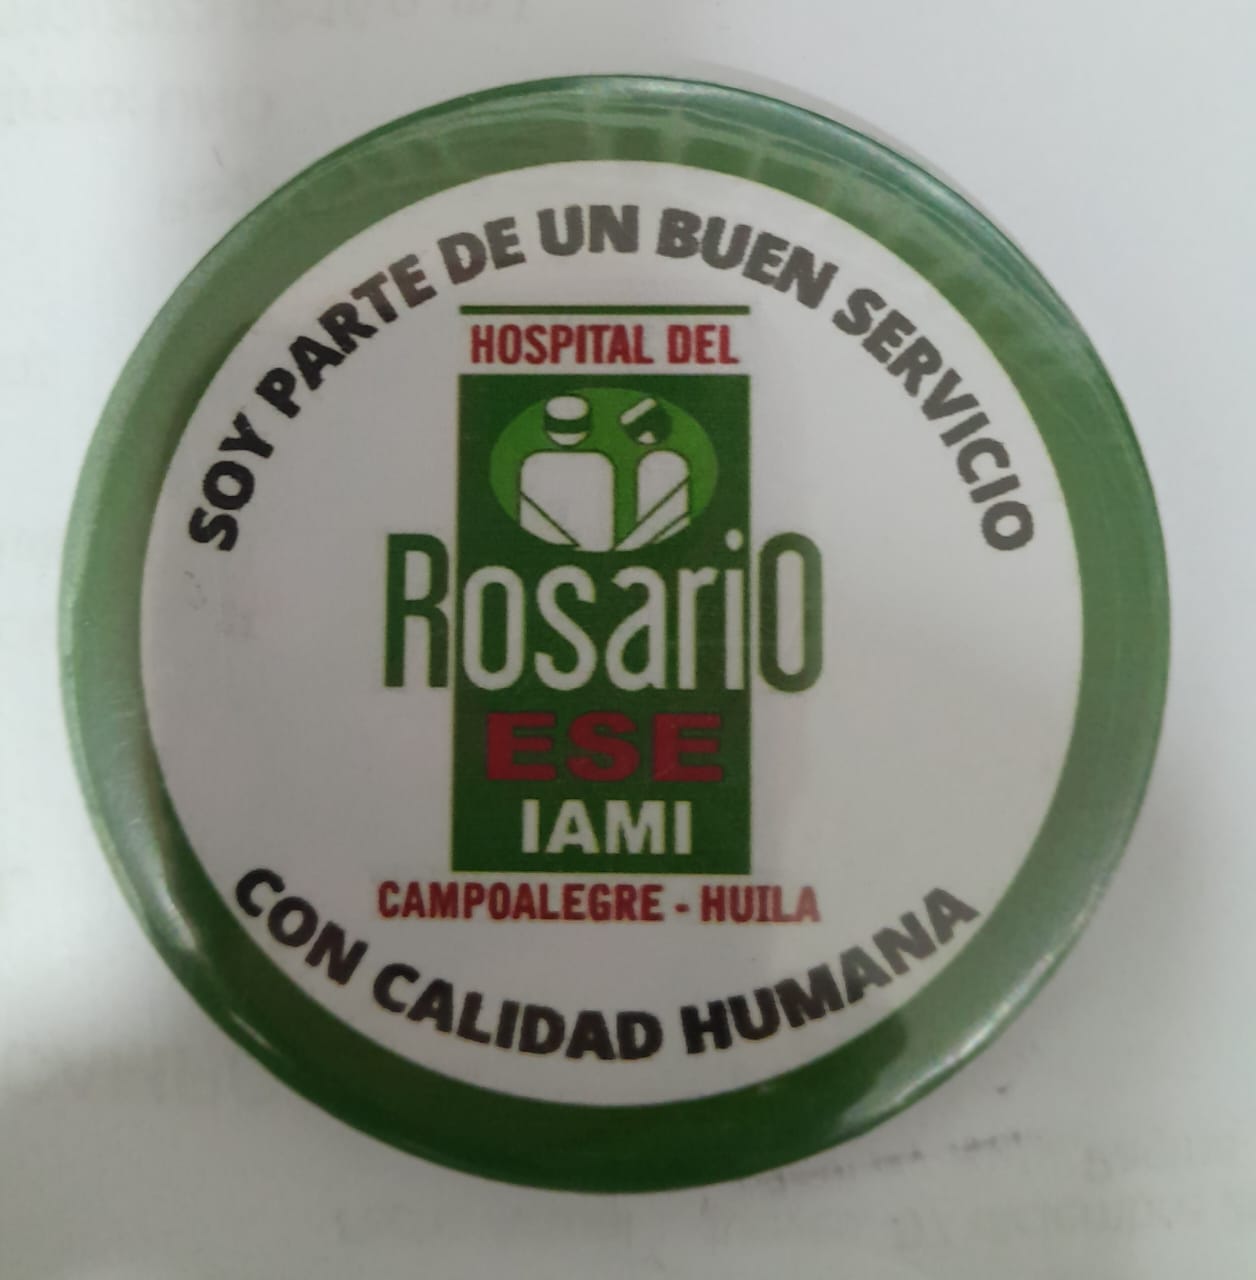 SOY PARTE DE UN BUEN SERVICIO
HOSPITAL DEL
Rosario
ESE
IAMI
CAMPOALEGRE - HUILA
CON CALIDAD HUMANA